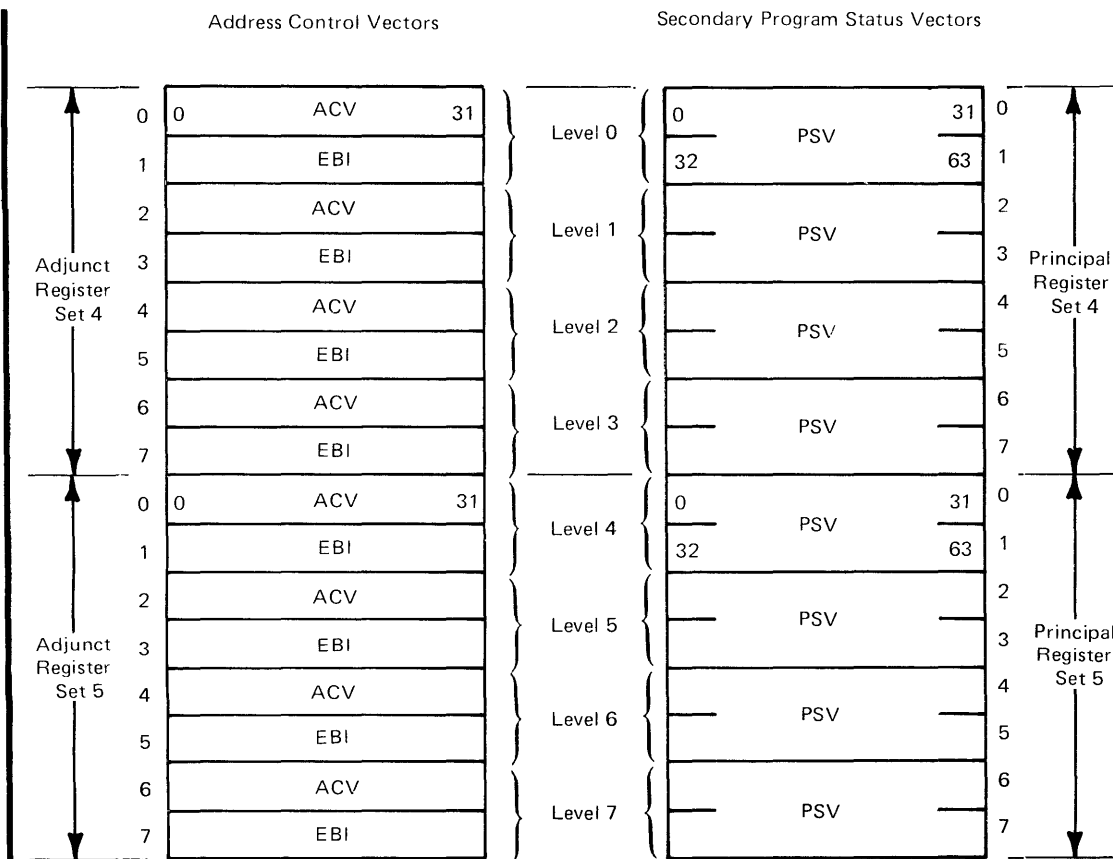 Address Control Vectors
Secondary Program Status Vectors
0 0 ACV 31 Level 0 0 PSV 31 0
1 EBI 32 63 1
2 ACV Level 1 PSV 2
3 EBI 3
4 ACV Level 2 PSV 4
5 EBI 5
6 ACV Level 3 PSV 6
7 EBI 7
Adjunct
Register
Set 4
Principal
Register
Set 4
0 0 ACV 31 Level 4 0 PSV 31 0
1 EBI 32 63 1
2 ACV Level 5 PSV 2
3 EBI 3
4 ACV Level 6 PSV 4
5 EBI 5
6 ACV Level 7 PSV 6
7 EBI 7
Adjunct
Register
Set 5
Principal
Register
Set 5